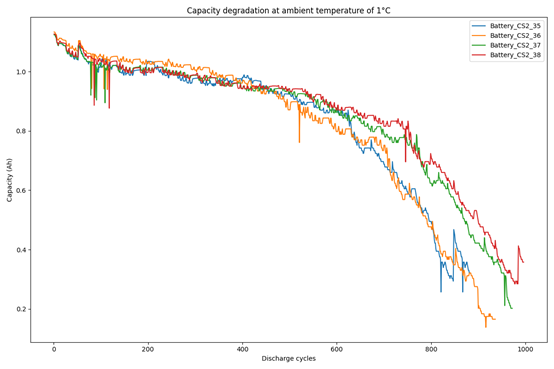 Capacity degradation at ambient temperature of 1°C
Battery_CS2_35
Battery_CS2_36
Battery_CS2_37
Battery_CS2_38
Capacity (Ah)
1.0
0.8
0.6
0.4
0.2
0
200
400
600
800
1000
Discharge cycles